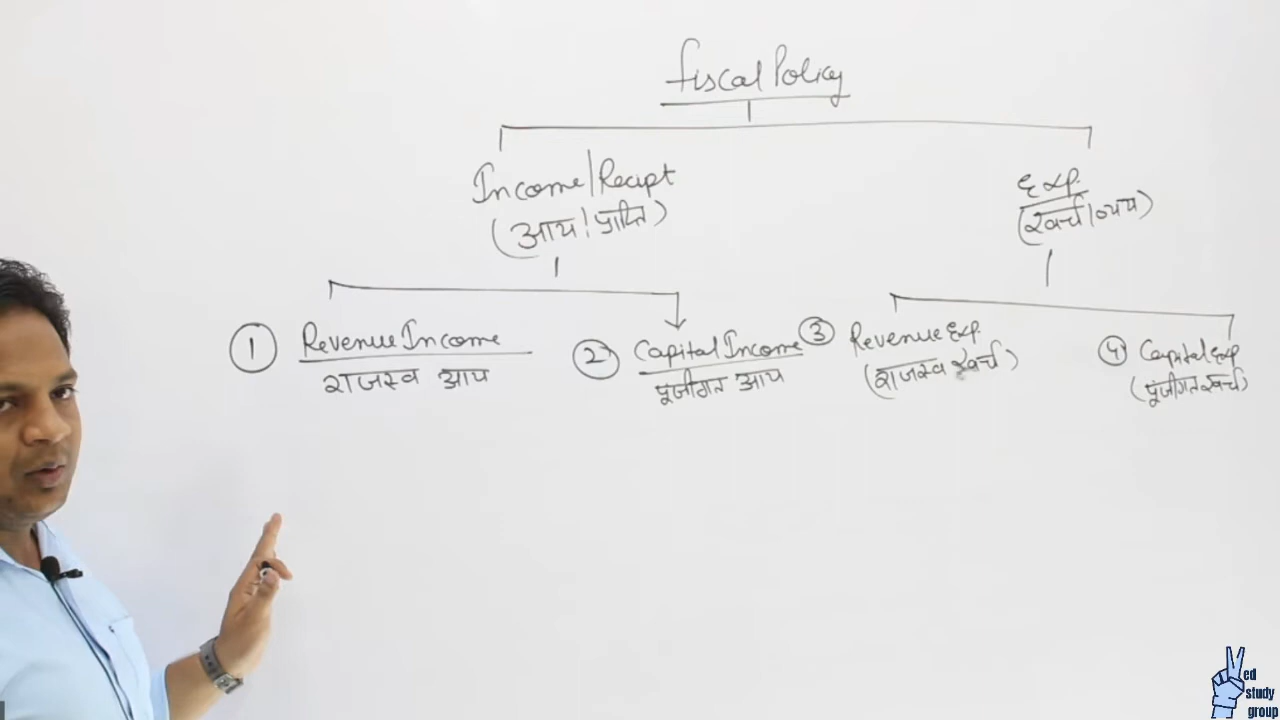 fiscal Policy
Income/Recipt
(आय/प्राप्ति)
Exp.
(खर्च/व्यय)
① Revenue Income
राजस्व आय
② Capital Income
पूंजीगत आय
③ Revenue Exp.
(राजस्व खर्च)
④ Capital Exp
(पूंजीगत खर्च)
ed
study
group